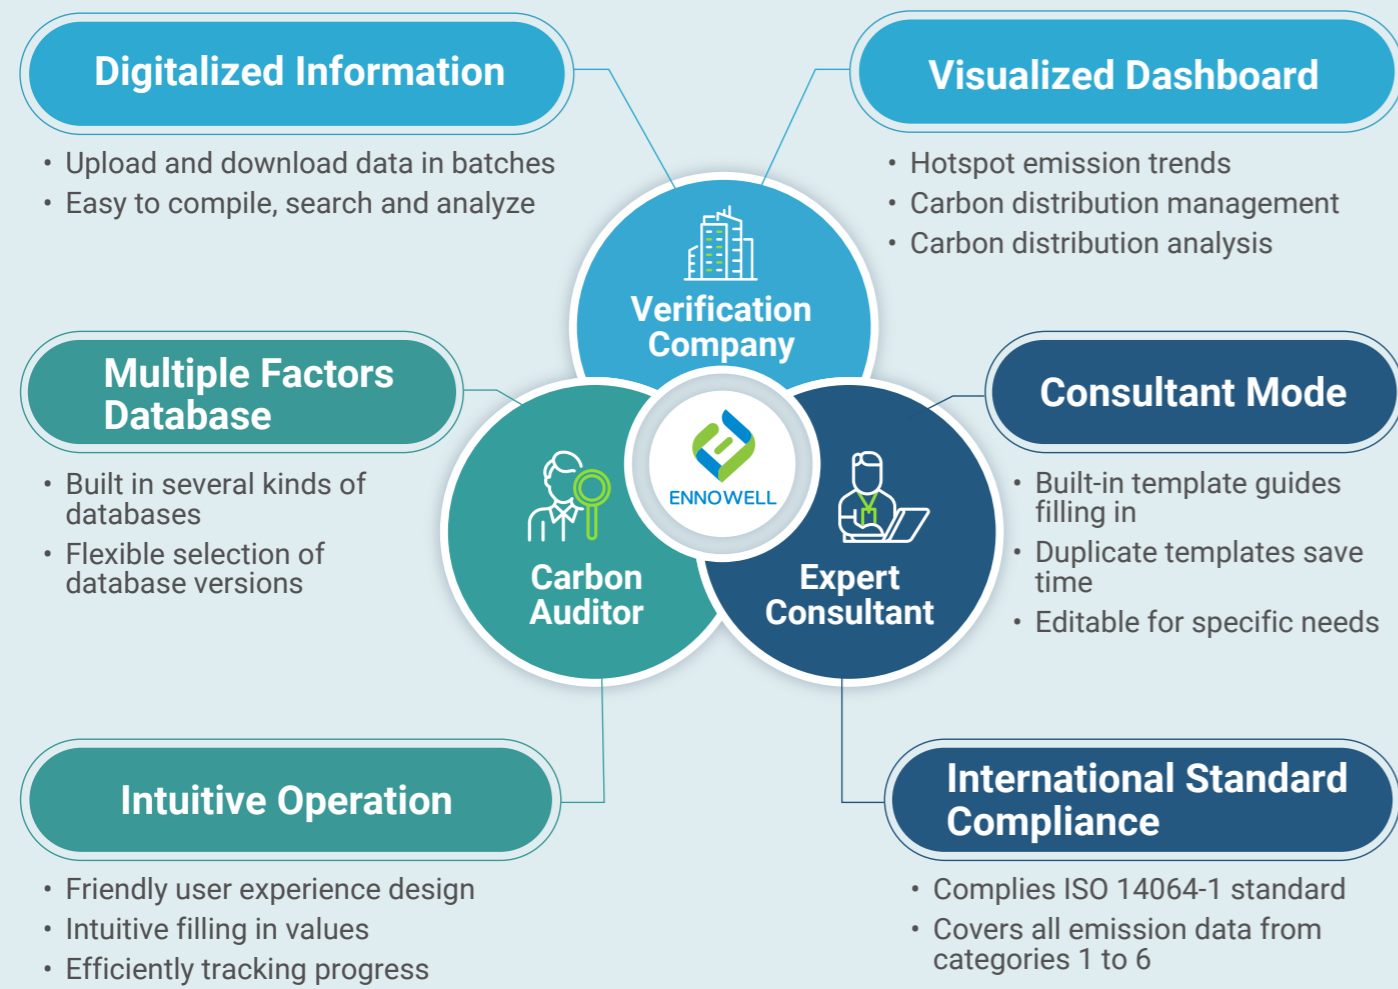 Digitalized Information
• Upload and download data in batches
• Easy to compile, search and analyze
Visualized Dashboard
• Hotspot emission trends
• Carbon distribution management
• Carbon distribution analysis
Verification
Company
Multiple Factors
Database
• Built in several kinds of
databases
• Flexible selection of
database versions
ENNOWELL
Carbon
Auditor
Expert
Consultant
Consultant Mode
• Built-in template guides
filling in
• Duplicate templates save
time
• Editable for specific needs
Intuitive Operation
• Friendly user experience design
• Intuitive filling in values
• Efficiently tracking progress
International Standard
Compliance
• Complies ISO 14064-1 standard
• Covers all emission data from
categories 1 to 6